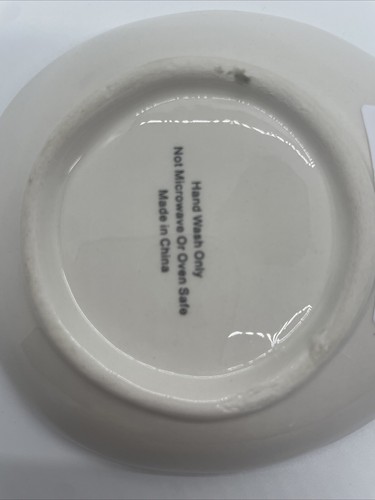 Hand Wash Only
Not Microwave Or Oven Safe
Made in China